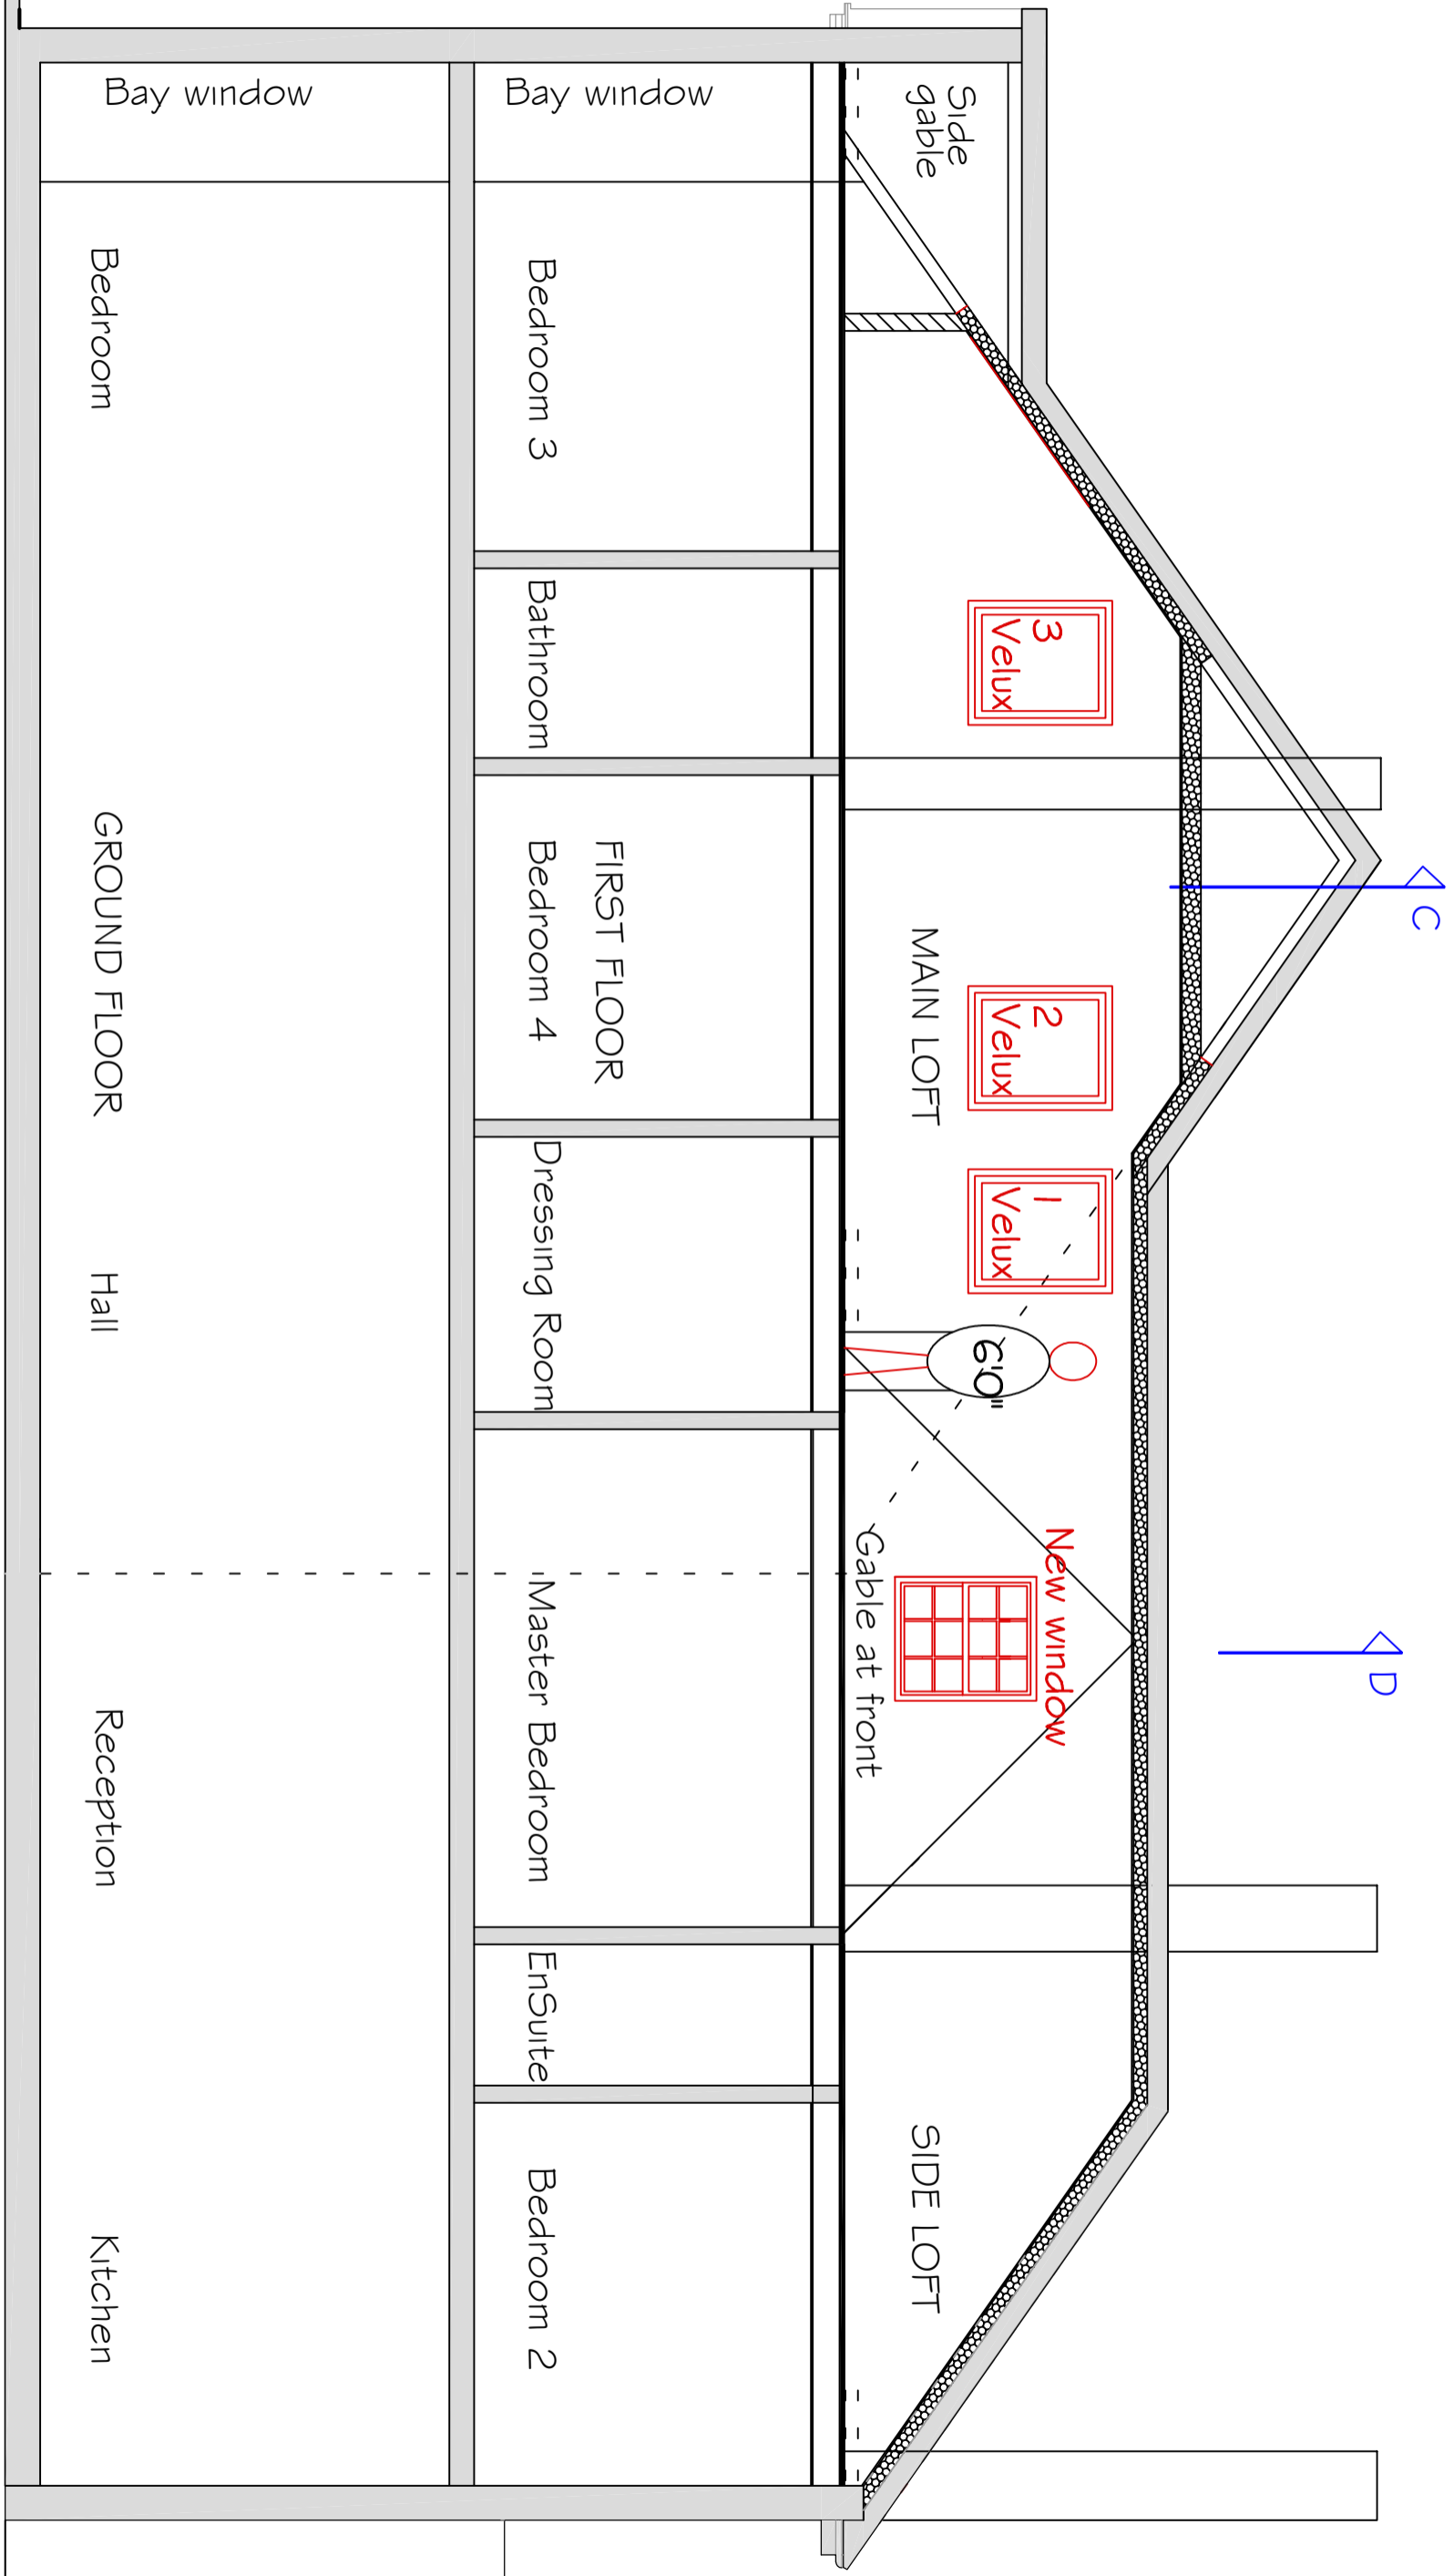 C
D
Side
gable
3
Velux
2
Velux
1
Velux
MAIN LOFT
6'0"
New window
Gable at front
SIDE LOFT
Bay window
FIRST FLOOR
Bedroom 3
Bathroom
Bedroom 4
Dressing Room
Master Bedroom
EnSuite
Bedroom 2
Bay window
Bedroom
GROUND FLOOR
Hall
Reception
Kitchen